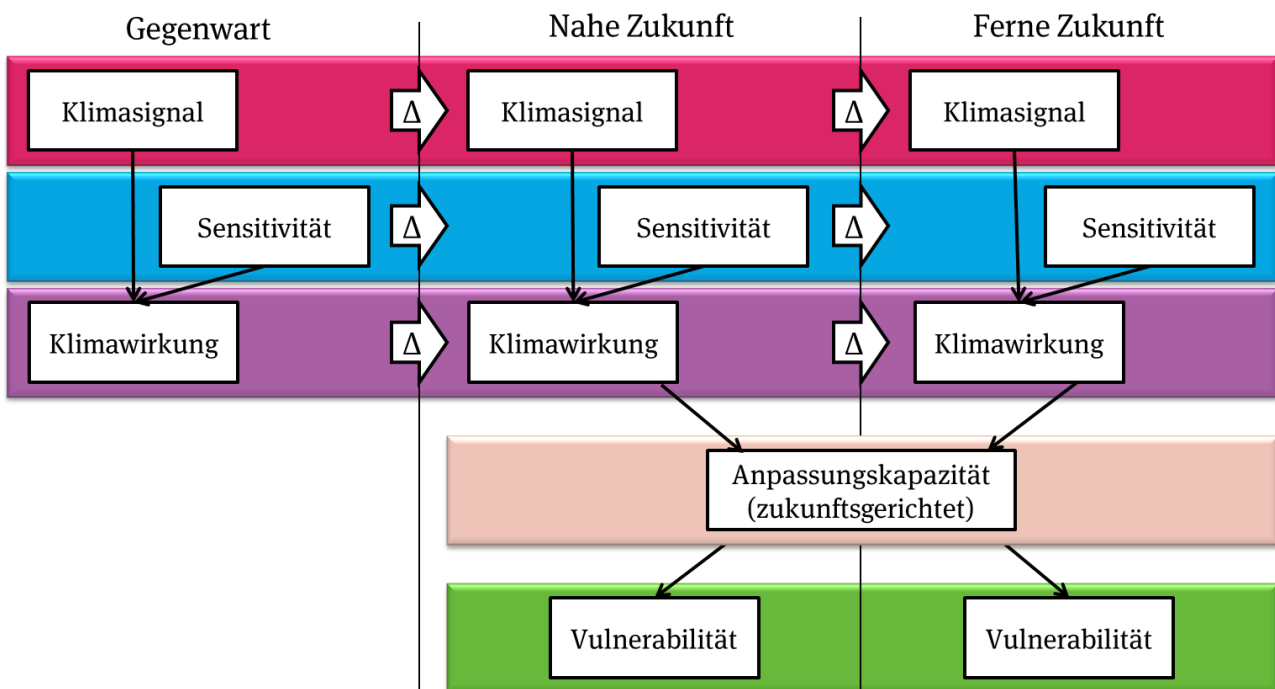 Gegenwart
Nahe Zukunft
Ferne Zukunft
Klimasignal
Δ
Klimasignal
Δ
Klimasignal
Sensitivität
Δ
Sensitivität
Δ
Sensitivität
Klimawirkung
Δ
Klimawirkung
Δ
Klimawirkung
Anpassungskapazität
(zukunftsgerichtet)
Vulnerabilität
Vulnerabilität